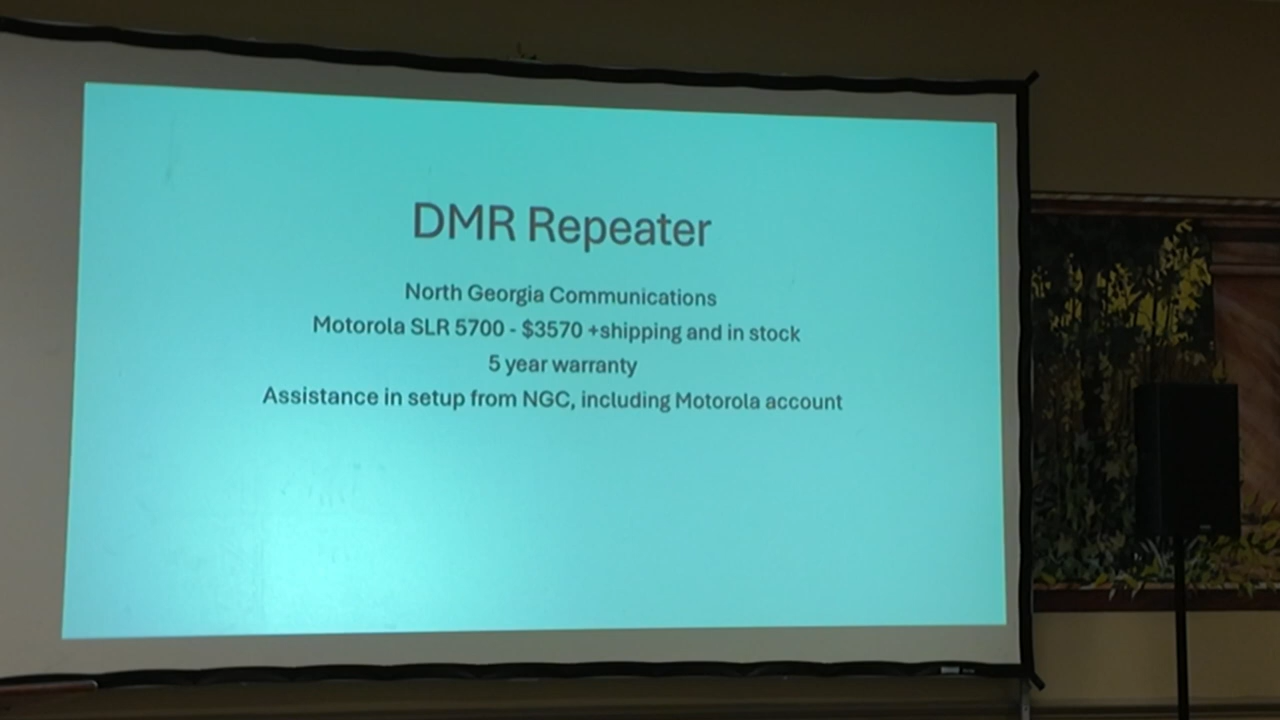 DMR Repeater
North Georgia Communications
Motorola SLR 5700 - $3570 +shipping and in stock
5 year warranty
Assistance in setup from NGC, including Motorola account